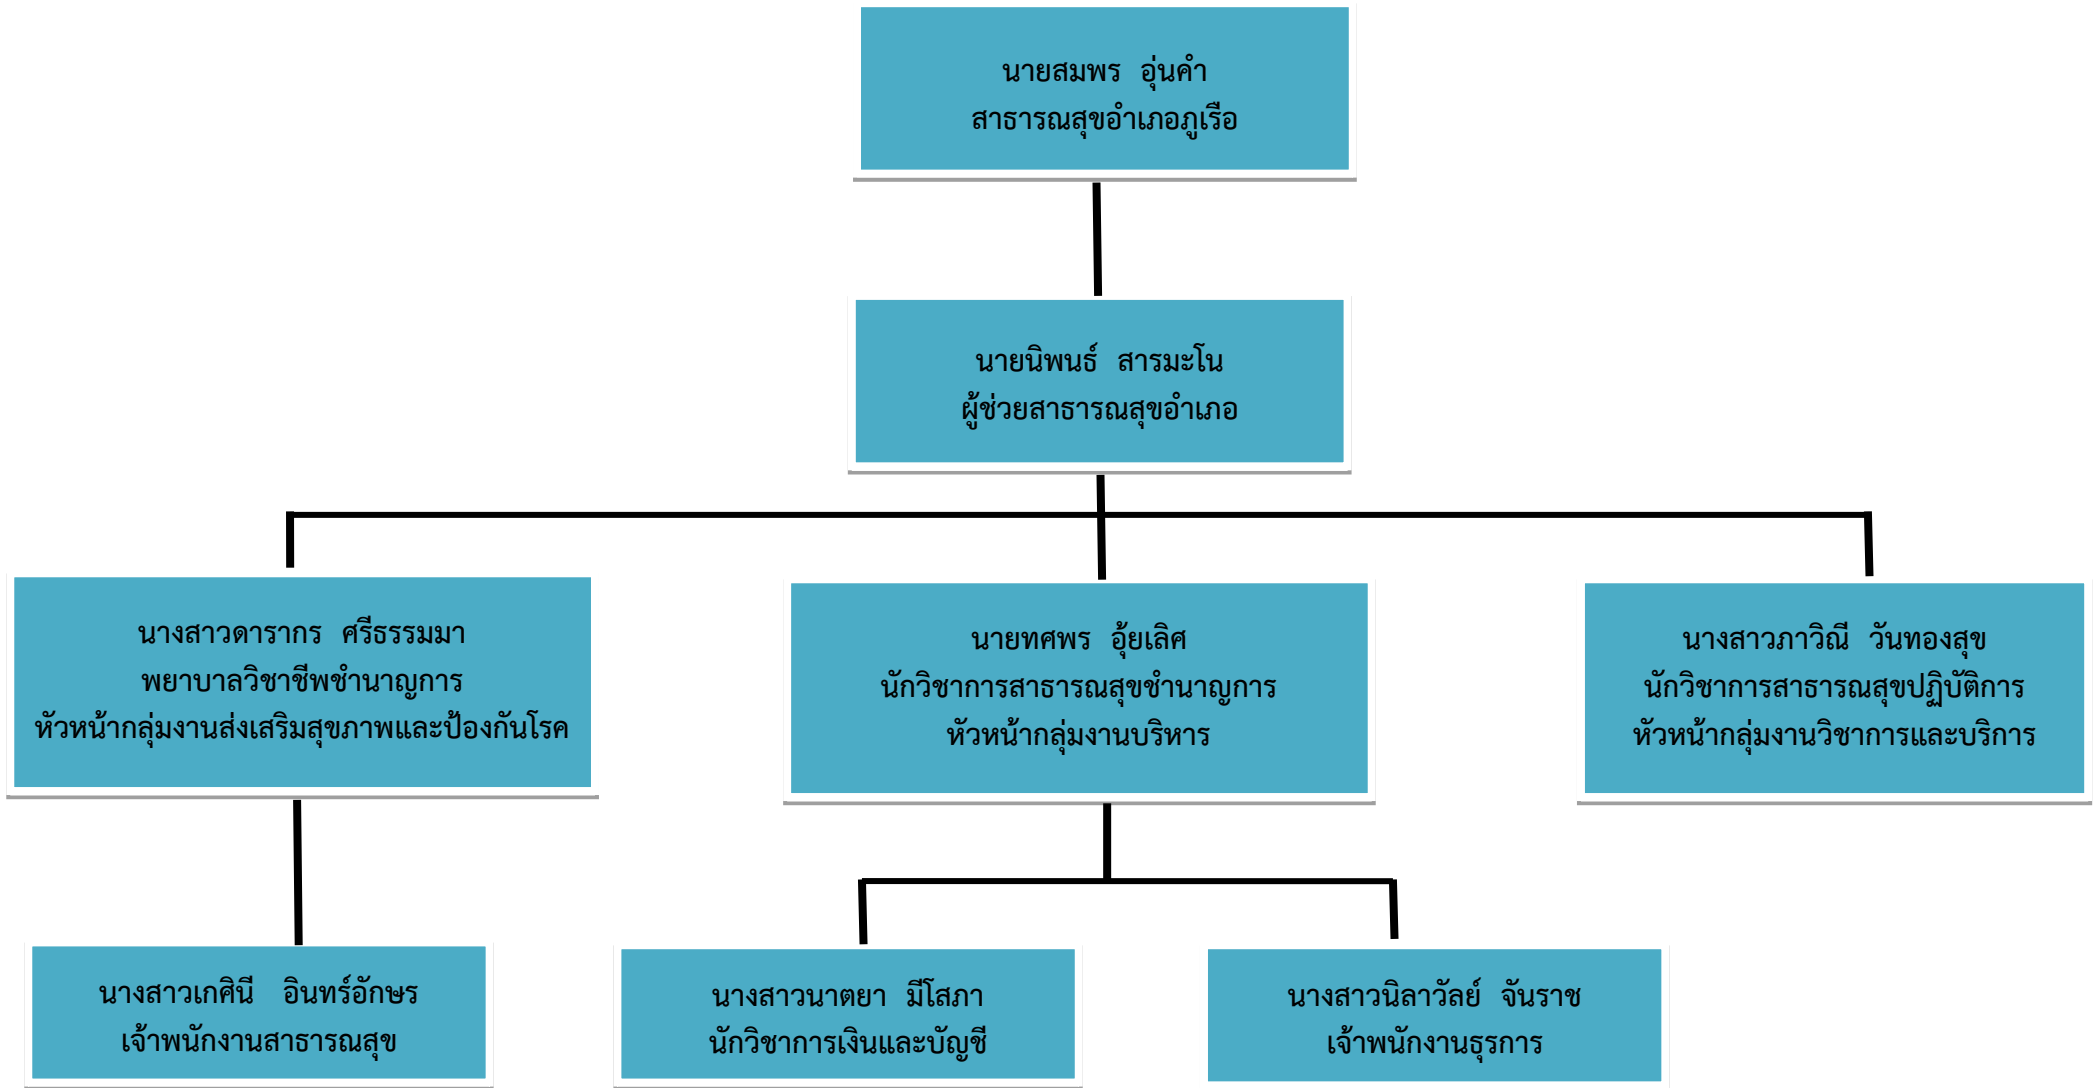 นายสมพร อุ่นคำ
สาธารณสุขอำเภอภูเรือ
นายนิพนธ์ สารมะโน
ผู้ช่วยสาธารณสุขอำเภอ
นางสาวดารากร ศรีธรรมมา
พยาบาลวิชาชีพชำนาญการ
หัวหน้ากลุ่มงานส่งเสริมสุขภาพและป้องกันโรค
นายทศพร อุ้ยเลิศ
นักวิชาการสาธารณสุขชำนาญการ
หัวหน้ากลุ่มงานบริหาร
นางสาวภาวิณี วันทองสุข
นักวิชาการสาธารณสุขปฏิบัติการ
หัวหน้ากลุ่มงานวิชาการและบริการ
นางสาวเกศินี อินทร์อักษร
เจ้าพนักงานสาธารณสุข
นางสาวนาตยา มีโสภา
นักวิชาการเงินและบัญชี
นางสาวนิลาวัลย์ จันราช
เจ้าพนักงานธุรการ